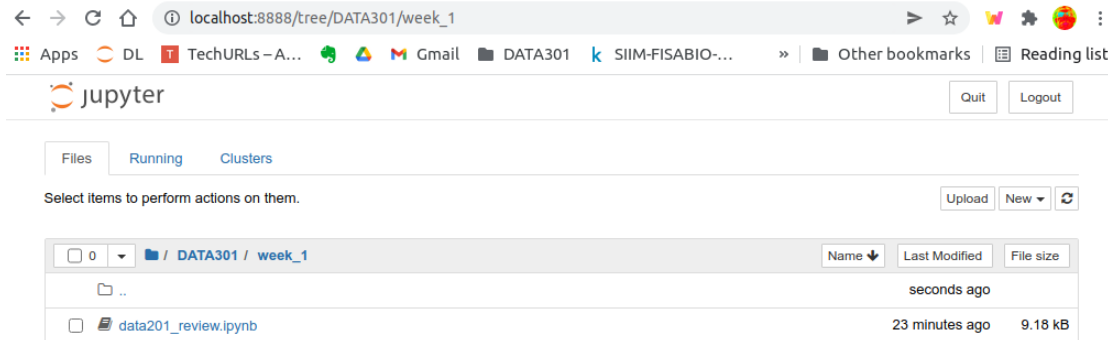 localhost:8888/tree/DATA301/week_1
Apps DL T TechURLs – A... Gmail DATA301 k SIIM-FISABIO-... » Other bookmarks Reading list
jupyter Quit Logout
Files Running Clusters
Select items to perform actions on them. Upload New
0 / DATA301 / week_1 Name Last Modified File size
.. seconds ago
data201_review.ipynb 23 minutes ago 9.18 kB